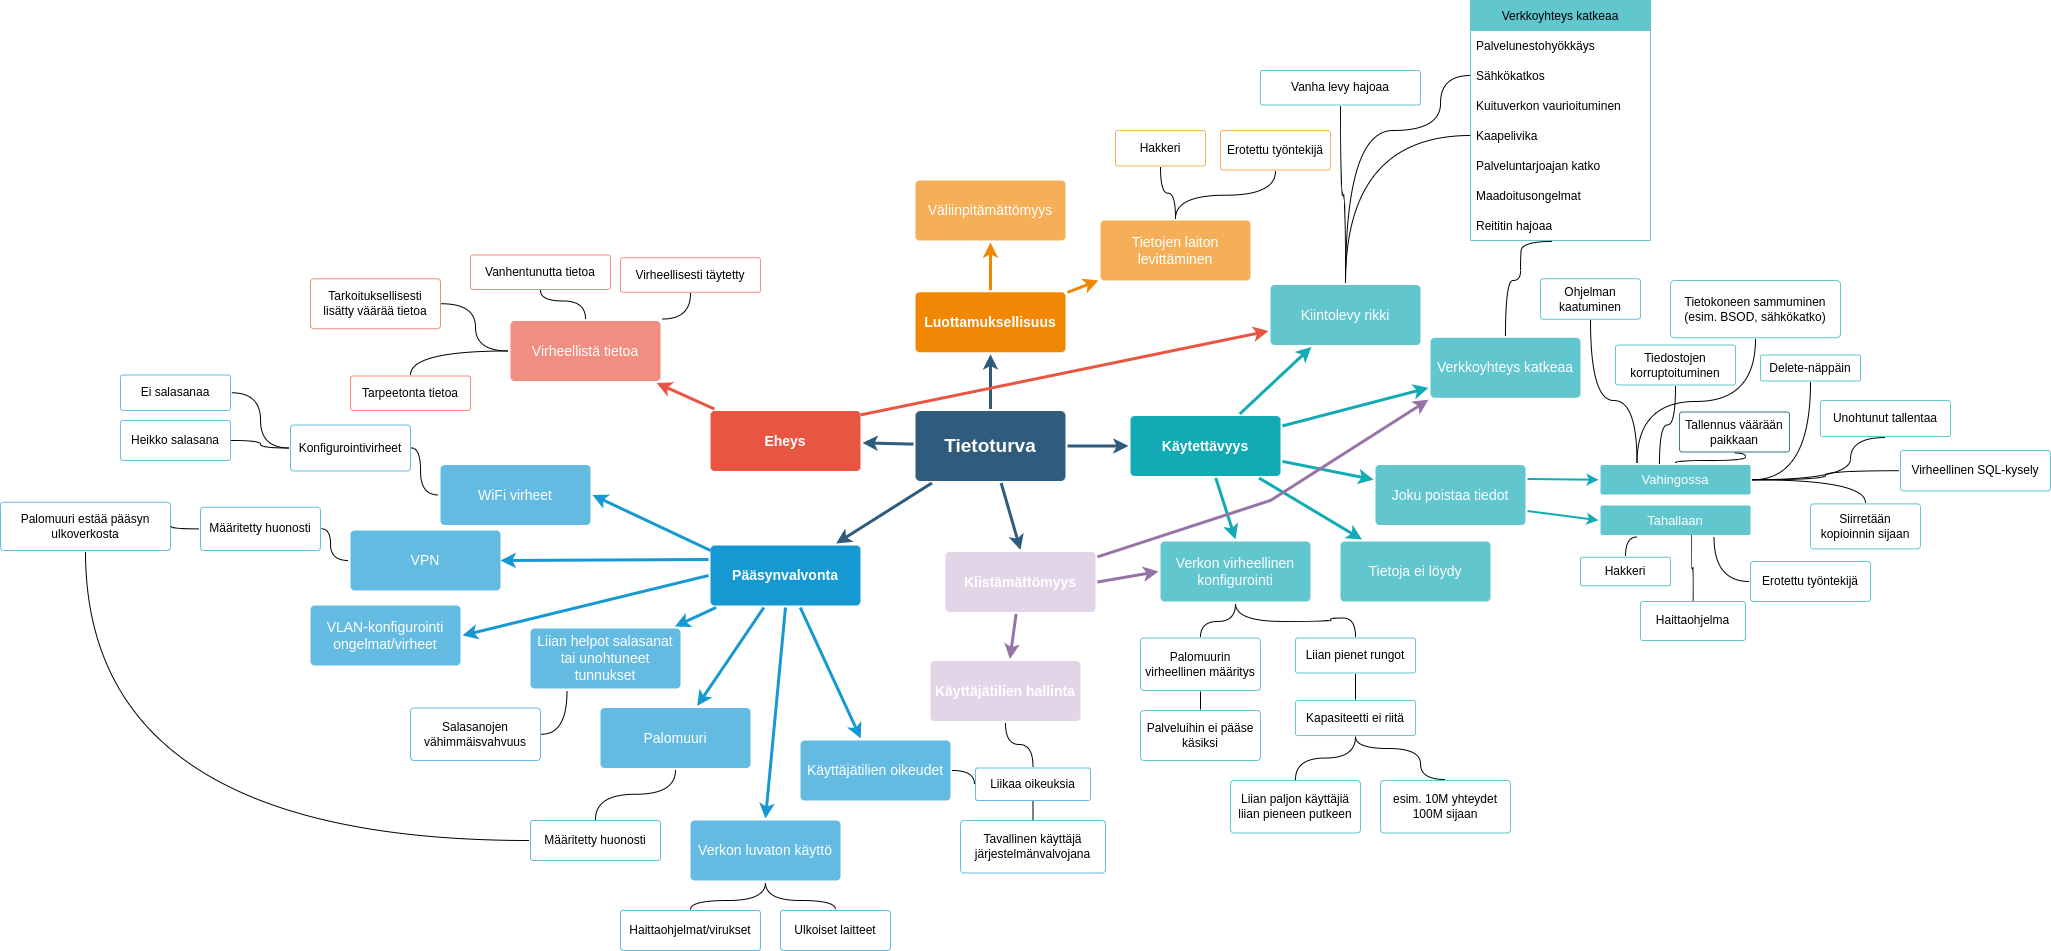 Verkkoyhteys katkeaa
Palvelunestohyökkäys
Sähkökatkos
Kuituverkon vaurioituminen
Kaapelivika
Palveluntarjoajan katko
Maadoitusongelmat
Reititin hajoaa
Vanha levy hajoaa
Hakkeri
Erotettu työntekijä
Väliinpitämättömyys
Tietojen laiton
levittäminen
Luottamuksellisuus
Kiintolevy rikki
Verkkoyhteys katkeaa
Ohjelman
kaatuminen
Tietokoneen sammuminen
(esim. BSOD, sähkökatko)
Tiedostojen
korruptoituminen
Delete-näppäin
Tallennus väärään
paikkaan
Unohtunut tallentaa
Virheellinen SQL-kysely
Siirretään
kopioinnin sijaan
Vanhentunutta tietoa
Virheellisesti täytetty
Tarkoituksellisesti
lisätty väärää tietoa
Virheellistä tietoa
Tarpeetonta tietoa
Ei salasanaa
Heikko salasana
Konfigurointivirheet
Eheys
Tietoturva
Käytettävyys
Joku poistaa tiedot
Vahingossa
Tahallaan
Hakkeri
Erotettu työntekijä
Haittaohjelma
WiFi virheet
Palomuuri estää pääsyn
ulkoverkosta
Määritetty huonosti
VPN
Pääsynvalvonta
Kiistämättömyys
Verkon virheellinen
konfigurointi
Tietoja ei löydy
VLAN-konfigurointi
ongelmat/virheet
Liian helpot salasanat
tai unohtuneet
tunnukset
Käyttäjätilien hallinta
Palomuurin
virheellinen määritys
Liian pienet rungot
Salasanojen
vähimmäisvahvuus
Palomuuri
Käyttäjätilien oikeudet
Liikaa oikeuksia
Palveluihin ei pääse
käsiksi
Kapasiteetti ei riitä
Liian paljon käyttäjiä
liian pieneen putkeen
esim. 10M yhteydet
100M sijaan
Määritetty huonosti
Verkon luvaton käyttö
Tavallinen käyttäjä
järjestelmänvalvojana
Haittaohjelmat/virukset
Ulkoiset laitteet